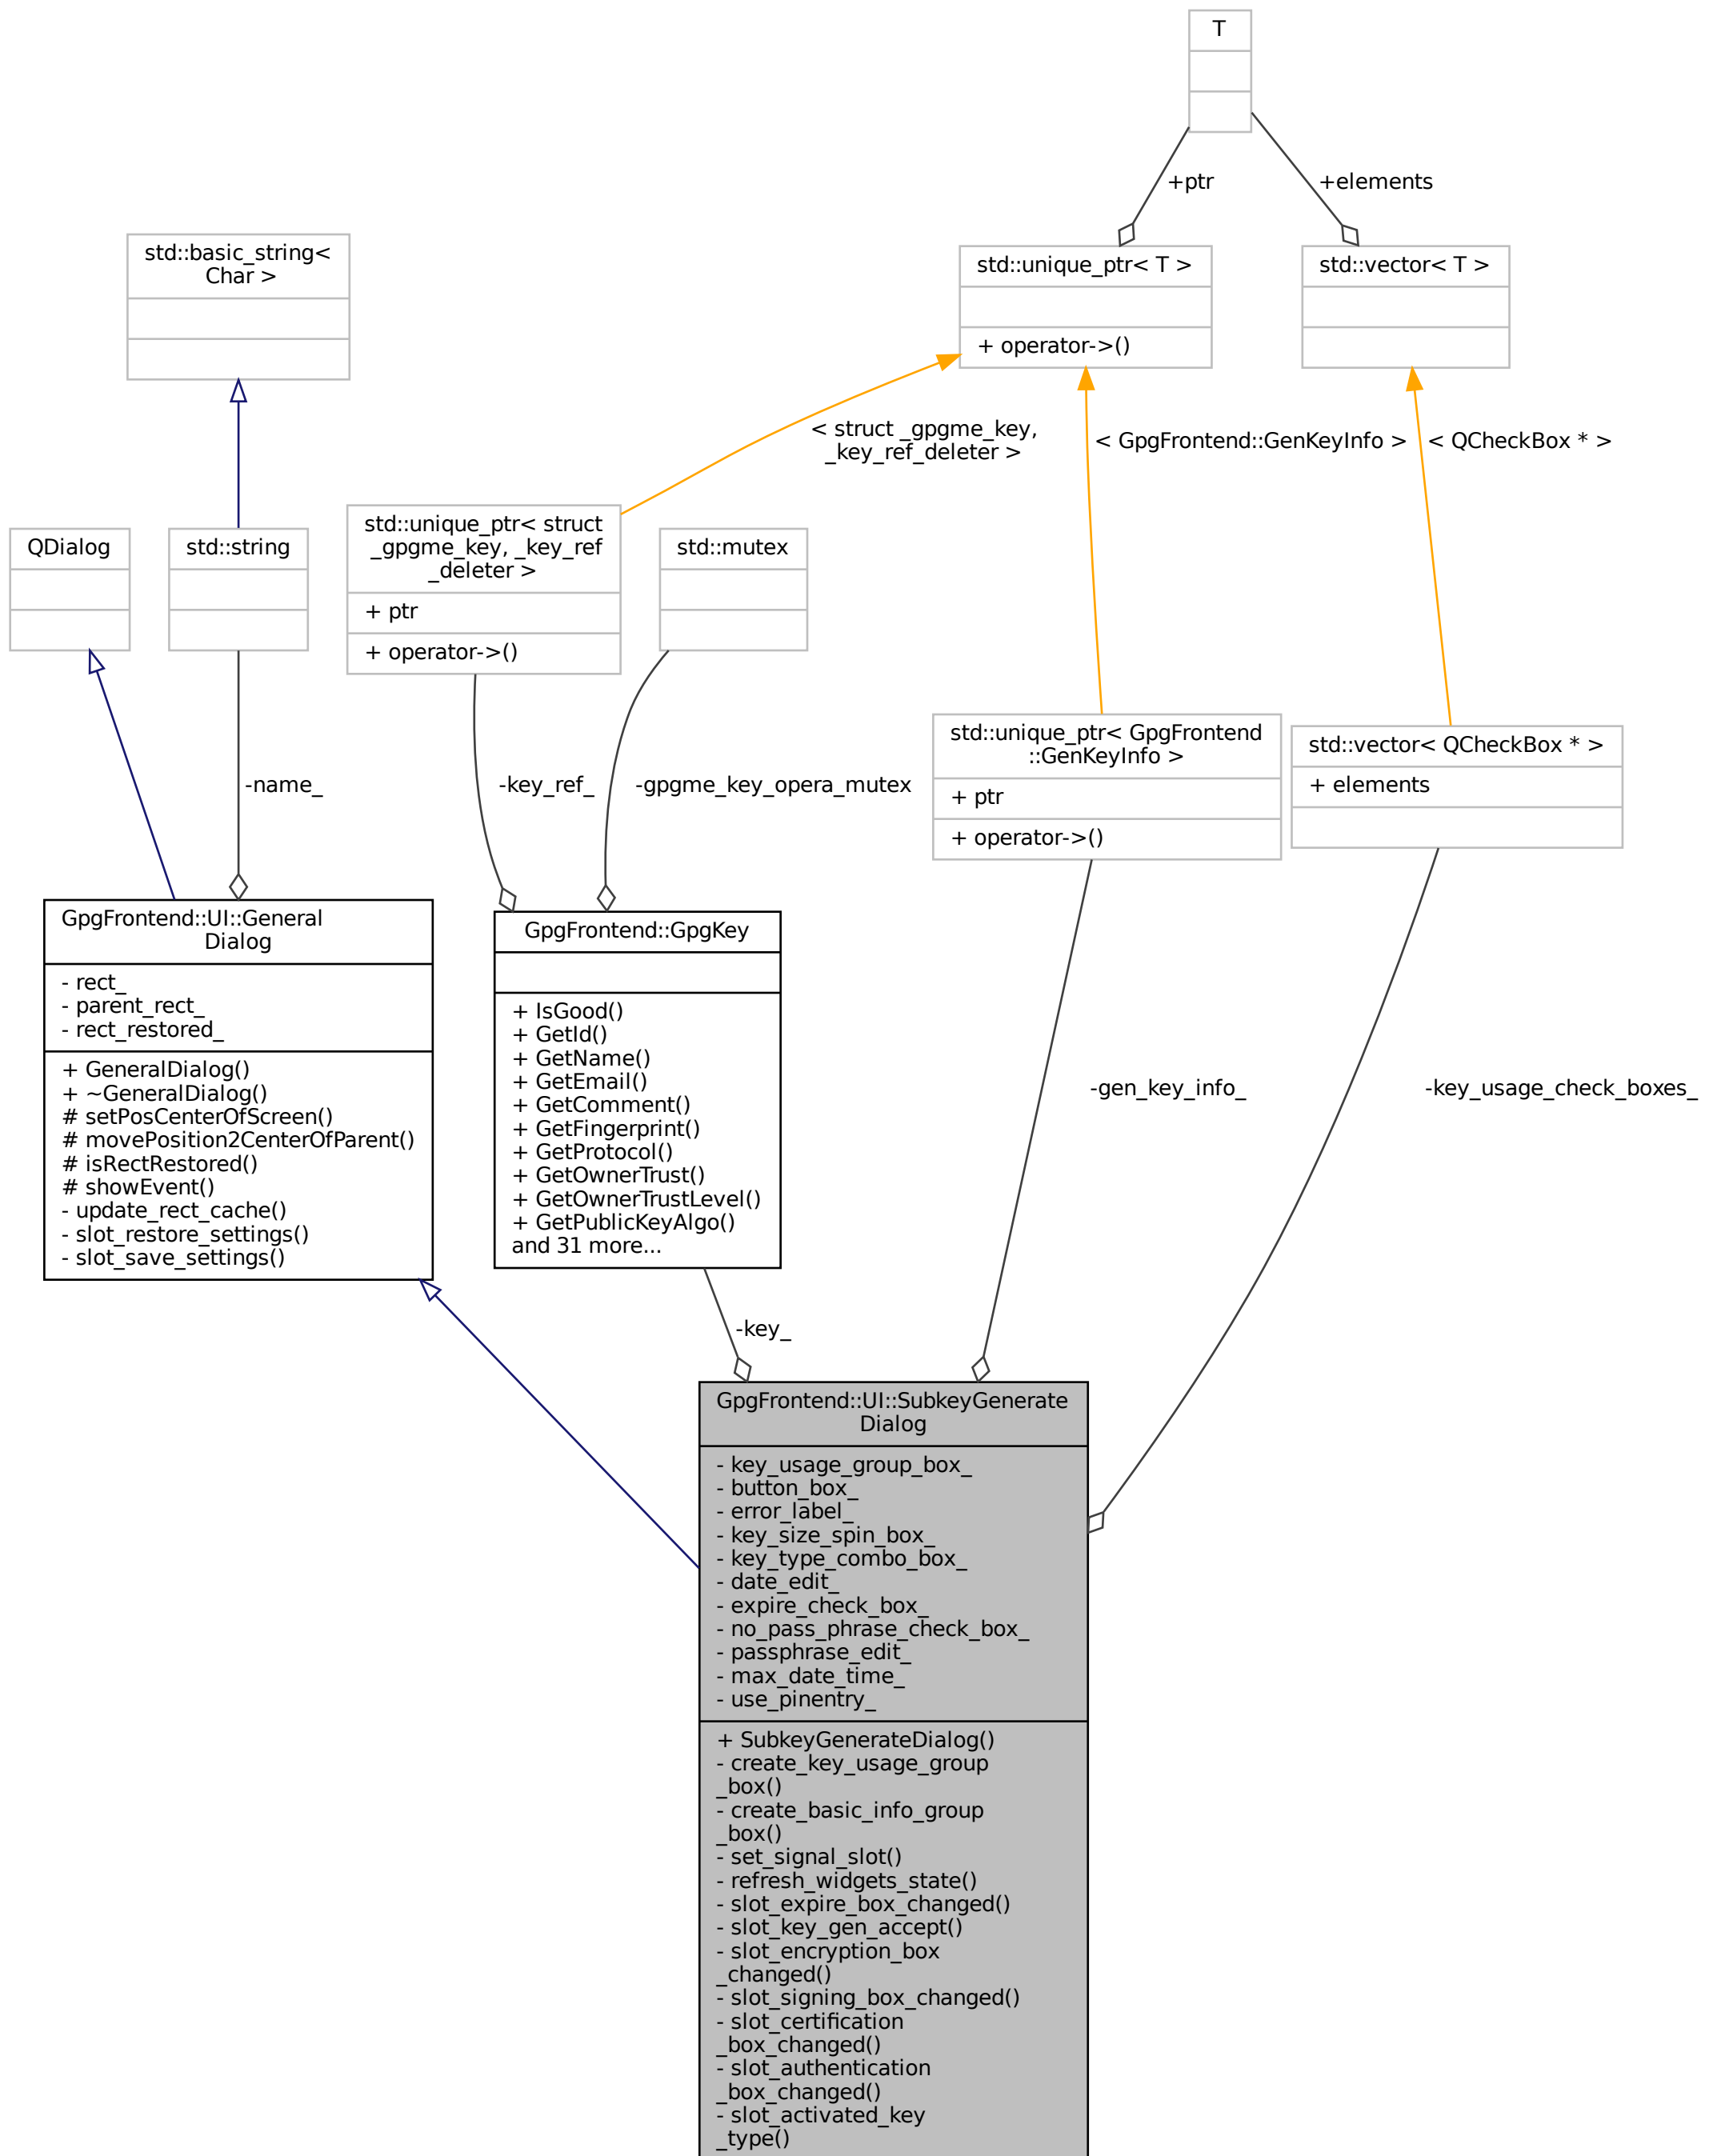 T
+ptr
+elements
std::basic_string<
Char >
std::unique_ptr< T >
+ operator->()
std::vector< T >
< struct _gpgme_key,
_key_ref_deleter >
< GpgFrontend::GenKeyInfo >
< QCheckBox * >
QDialog
std::string
std::unique_ptr< struct
_gpgme_key, _key_ref
_deleter >
+ ptr
+ operator->()
std::mutex
std::unique_ptr< GpgFrontend
::GenKeyInfo >
+ ptr
+ operator->()
std::vector< QCheckBox * >
+ elements
-name_
-key_ref_
-gpgme_key_opera_mutex
GpgFrontend::UI::General
Dialog
- rect_
- parent_rect_
- rect_restored_
+ GeneralDialog()
+ ~GeneralDialog()
# setPosCenterOfScreen()
# movePosition2CenterOfParent()
# isRectRestored()
# showEvent()
- update_rect_cache()
- slot_restore_settings()
- slot_save_settings()
GpgFrontend::GpgKey
+ IsGood()
+ GetId()
+ GetName()
+ GetEmail()
+ GetComment()
+ GetFingerprint()
+ GetProtocol()
+ GetOwnerTrust()
+ GetOwnerTrustLevel()
+ GetPublicKeyAlgo()
and 31 more...
-gen_key_info_
-key_usage_check_boxes_
-key_
GpgFrontend::UI::SubkeyGenerate
Dialog
- key_usage_group_box_
- button_box_
- error_label_
- key_size_spin_box_
- key_type_combo_box_
- date_edit_
- expire_check_box_
- no_pass_phrase_check_box_
- passphrase_edit_
- max_date_time_
- use_pinentry_
+ SubkeyGenerateDialog()
- create_key_usage_group
_box()
- create_basic_info_group
_box()
- set_signal_slot()
- refresh_widgets_state()
- slot_expire_box_changed()
- slot_key_gen_accept()
- slot_encryption_box
_changed()
- slot_signing_box_changed()
- slot_certification
_box_changed()
- slot_authentication
_box_changed()
- slot_activated_key
_type()